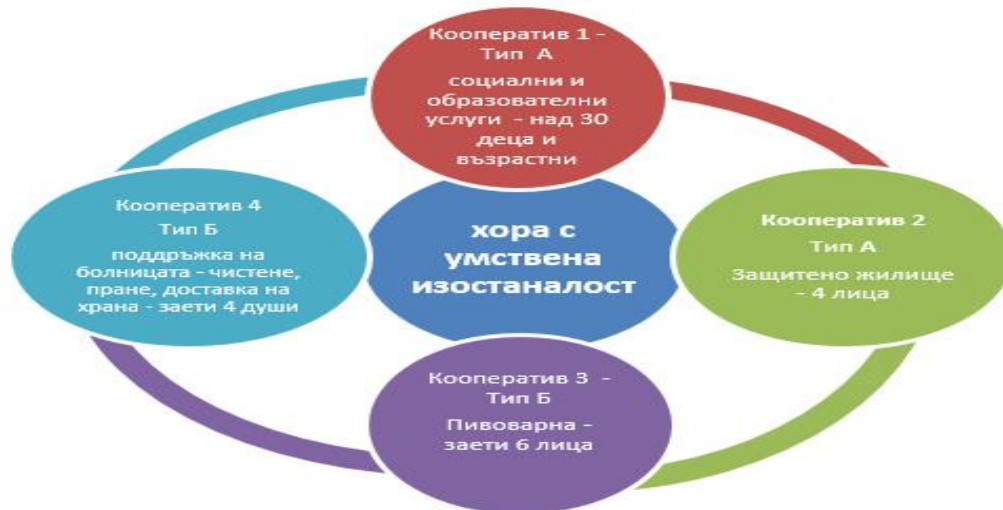 Кооператив 1 -
Тип А
социални и
образователни
услуги - над 30
деца и
възрастни
Кооператив 4
Тип Б
поддръжка на
болницата - чистене,
пране, доставка на
храна - заети 4 души
хора с
умствена
изостаналост
Кооператив 2
Тип А
Защитено жилище
- 4 лица
Кооператив 3 -
Тип Б
Пивоварна -
заети 6 лица